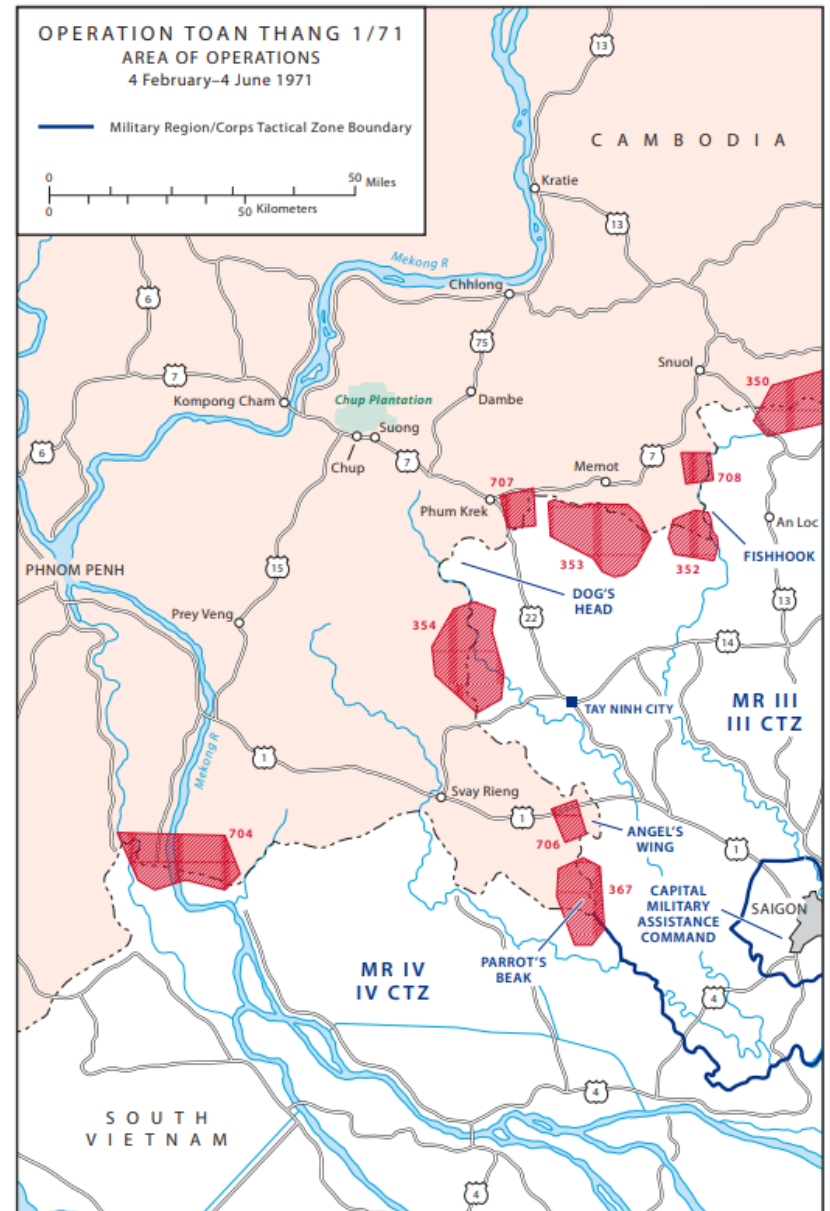 OPERATION TOAN THANG 1/71
AREA OF OPERATIONS
4 February–4 June 1971
Military Region/Corps Tactical Zone Boundary
0
50 Miles
0
50 Kilometers
13
CAMBODIA
Kratie
13
Mekong R
Chhlong
6
75
Snuol
7
350
Kompong Cham
Chup Plantation
Dambe
Suong
6
Chup
7
7
Memot
707
708
Phum Krek
An Loc
353
352
FISHHOOK
PHNOM PENH
15
DOG'S
HEAD
13
Prey Veng
354
22
14
TAY NINH CITY
MR III
III CTZ
Mekong R
1
Svay Rieng
1
704
706
ANGEL'S
WING
1
367
CAPITAL
MILITARY
ASSISTANCE
COMMAND
SAIGON
PARROT'S
BEAK
MR IV
IV CTZ
4
4
SOUTH
VIETNAM
4